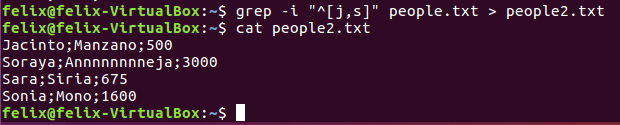 felix@felix-VirtualBox:~$ grep -i "^[j,s]" people.txt > people2.txt
felix@felix-VirtualBox:~$ cat people2.txt
Jacinto;Manzano;500
Soraya;Annnnnnnneja;3000
Sara;Siria;675
Sonia;Mono;1600
felix@felix-VirtualBox:~$